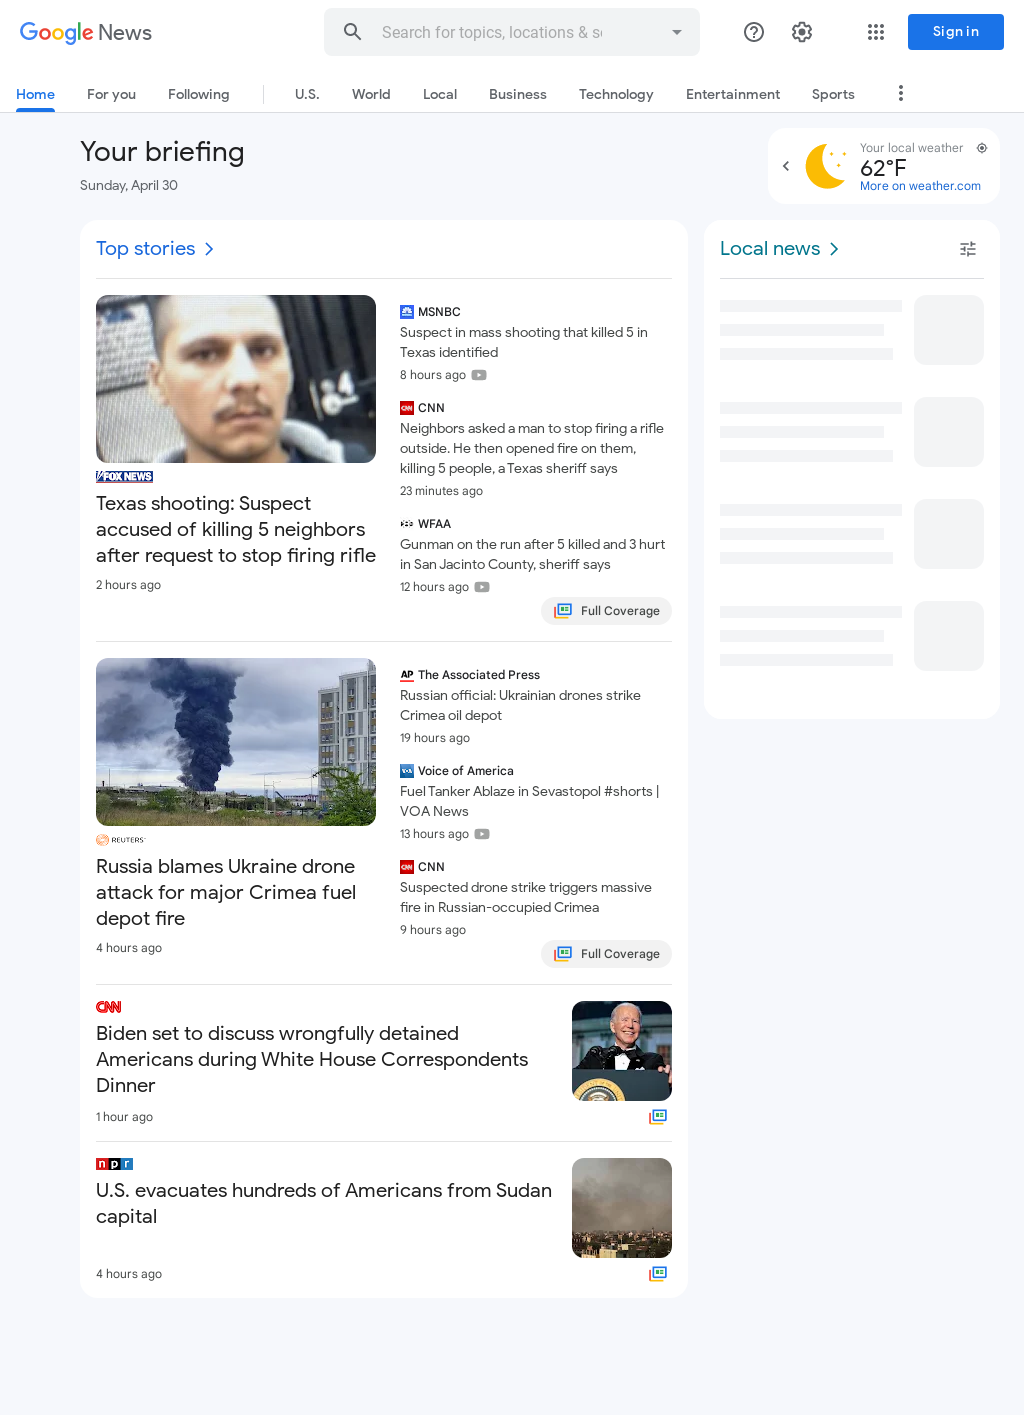 Google News
Search for topics, locations & so
Sign in
Home
For you
Following
U.S.
World
Local
Business
Technology
Entertainment
Sports
Your briefing
Sunday, April 30
Your local weather
62°F
More on weather.com
Top stories
FOX NEWS
Texas shooting: Suspect
accused of killing 5 neighbors
after request to stop firing rifle
2 hours ago
MSNBC
Suspect in mass shooting that killed 5 in
Texas identified
8 hours ago
CNN
CNN
Neighbors asked a man to stop firing a rifle
outside. He then opened fire on them,
killing 5 people, a Texas sheriff says
23 minutes ago
WFAA
Gunman on the run after 5 killed and 3 hurt
in San Jacinto County, sheriff says
12 hours ago
Full Coverage
REUTERS
Russia blames Ukraine drone
attack for major Crimea fuel
depot fire
4 hours ago
AP
The Associated Press
Russian official: Ukrainian drones strike
Crimea oil depot
19 hours ago
VOA
Voice of America
Fuel Tanker Ablaze in Sevastopol #shorts |
VOA News
13 hours ago
CNN
CNN
Suspected drone strike triggers massive
fire in Russian-occupied Crimea
9 hours ago
Full Coverage
CNN
Biden set to discuss wrongfully detained
Americans during White House Correspondents
Dinner
1 hour ago
npr
U.S. evacuates hundreds of Americans from Sudan
capital
4 hours ago
Local news